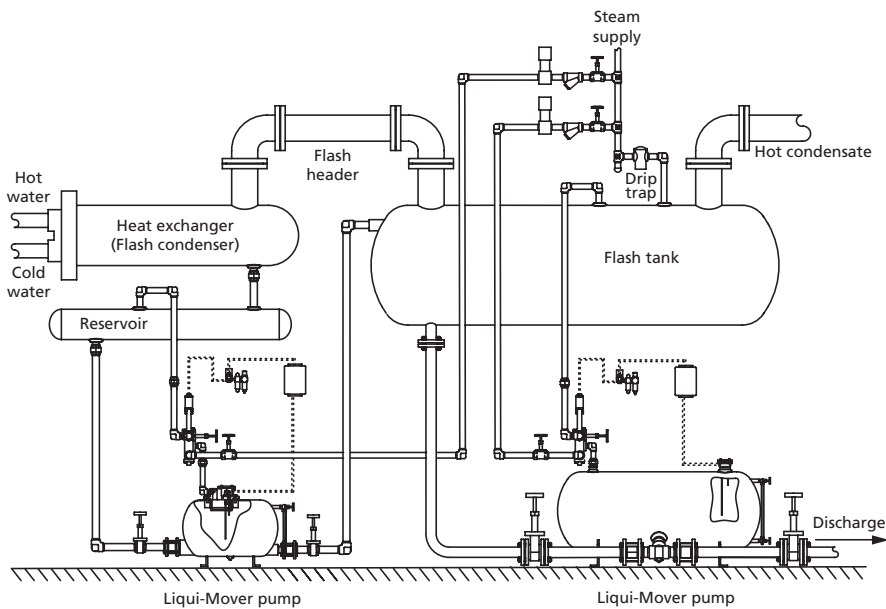 Steam
supply
Hot condensate
Flash
header
Drip
trap
Hot
water
Heat exchanger
(Flash condenser)
Cold
water
Flash tank
Reservoir
Discharge
Liqui-Mover pump
Liqui-Mover pump